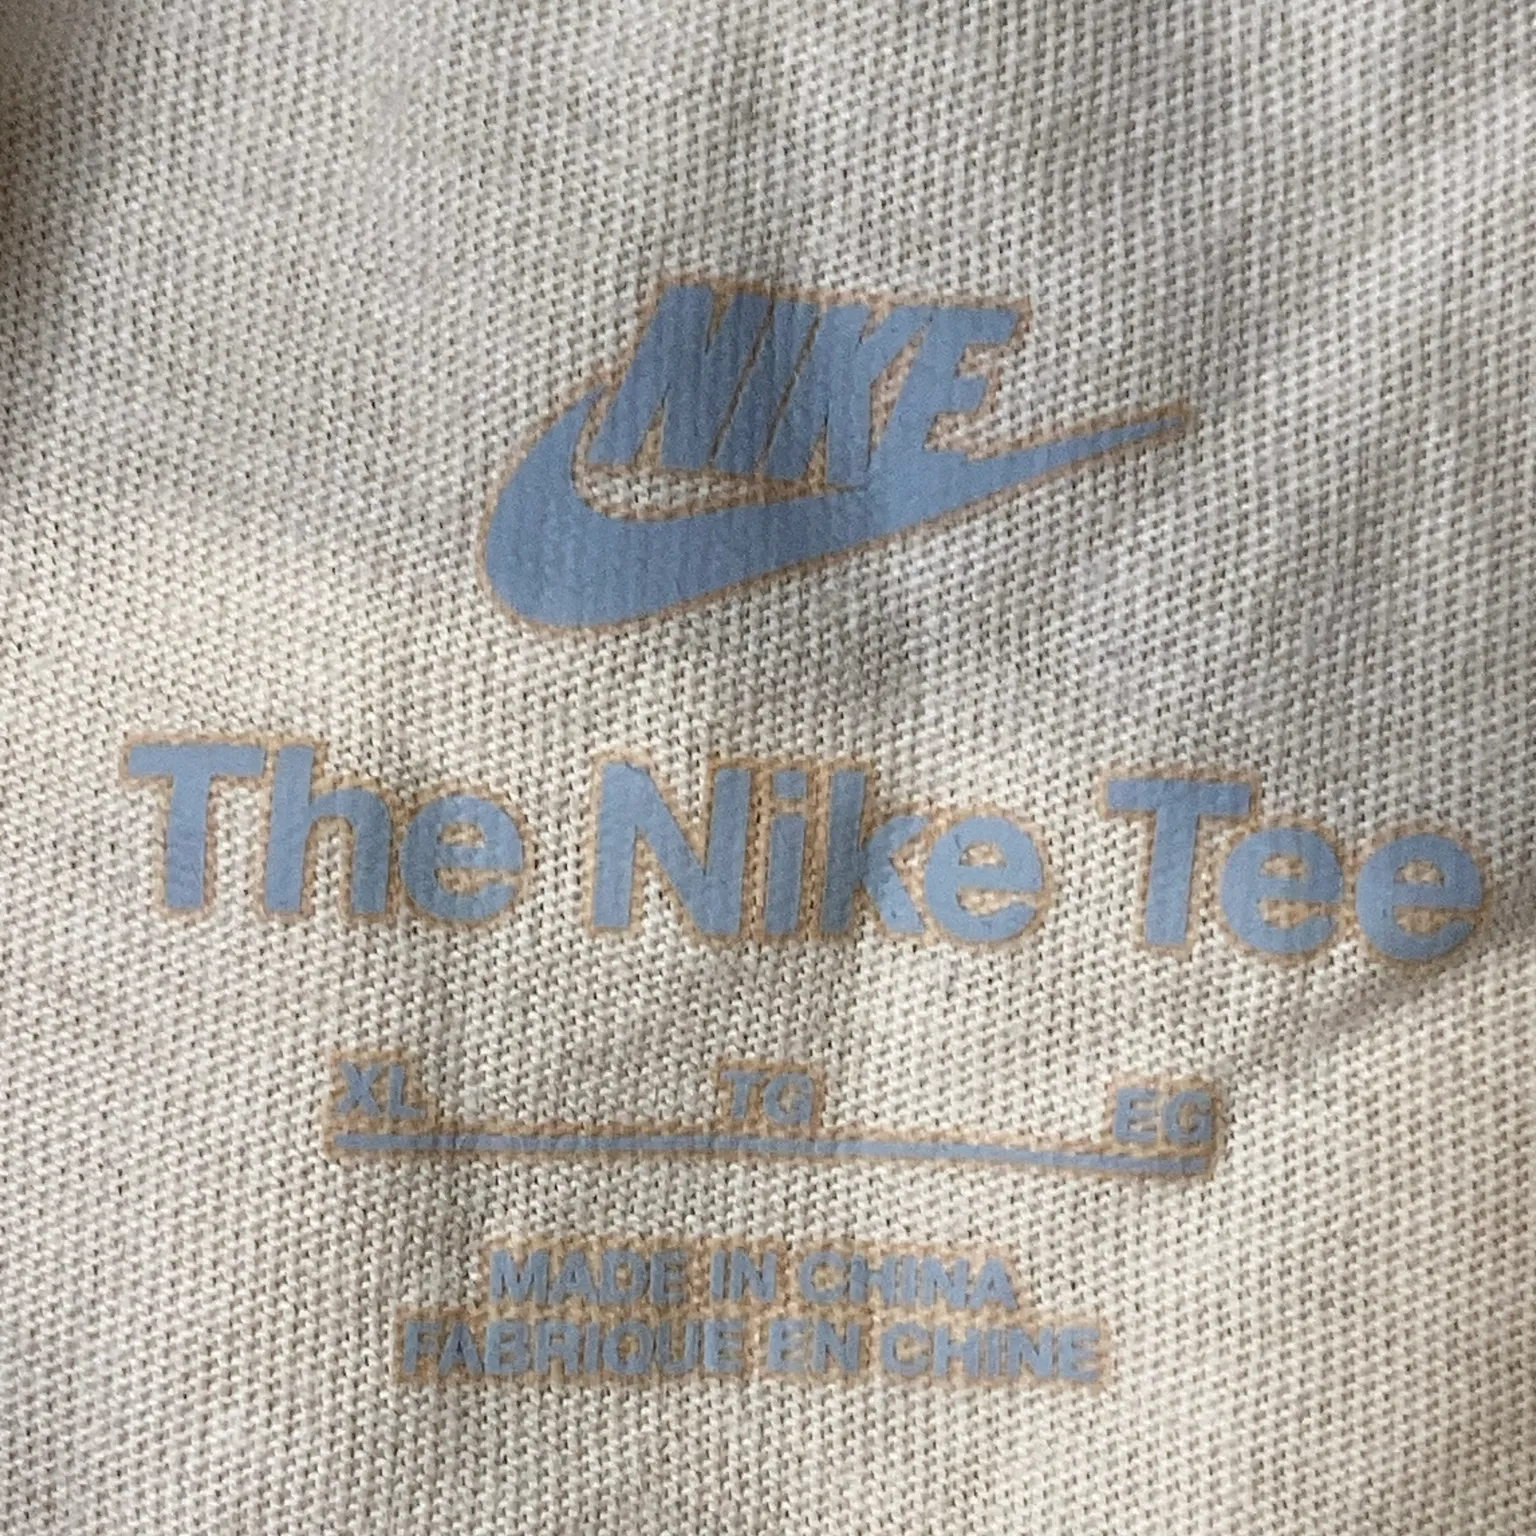 NIKE
The Nike Tee
XL TG EG
MADE IN CHINA
FABRIQUE EN CHINE